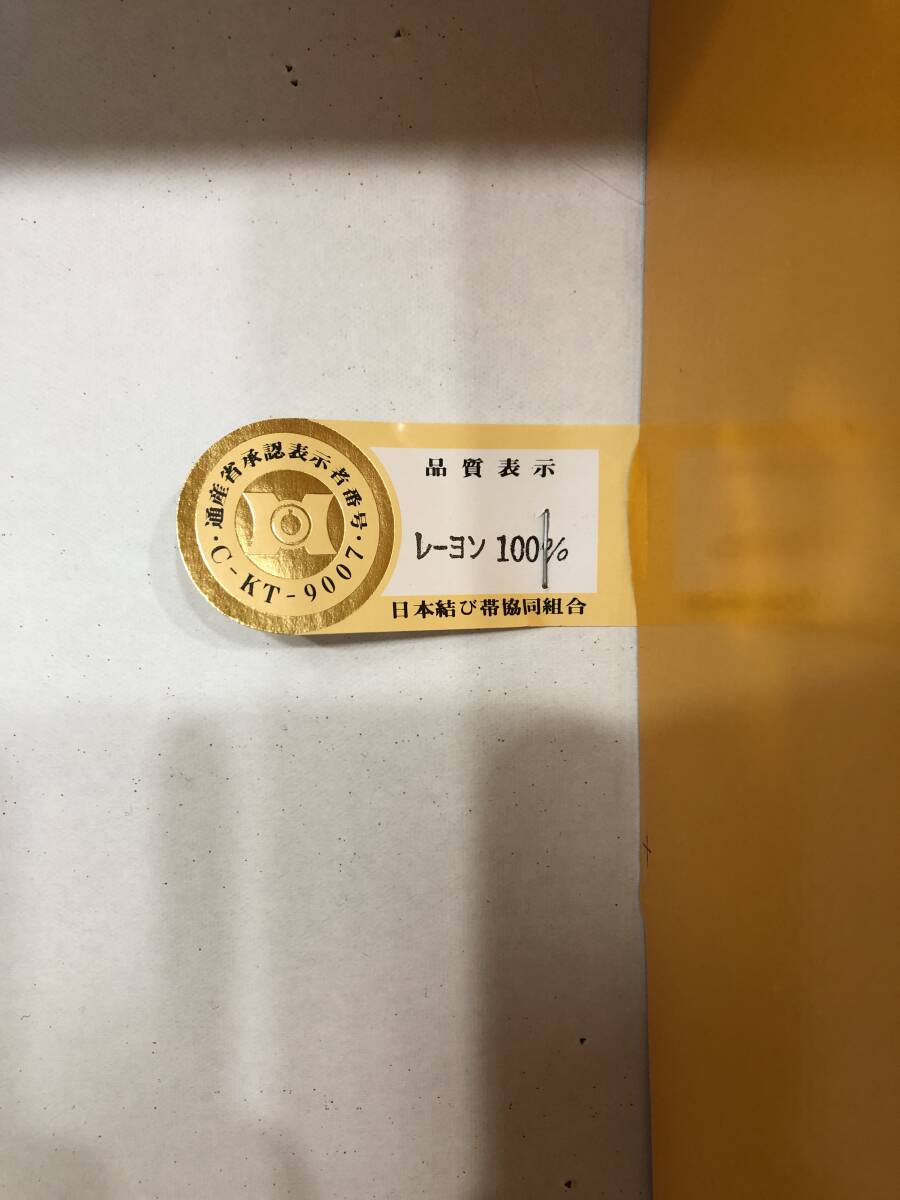 ・通産省承認表示者番号・
C-KT-9007
品質表示
レーヨン 100%
日本結び帯協同組合